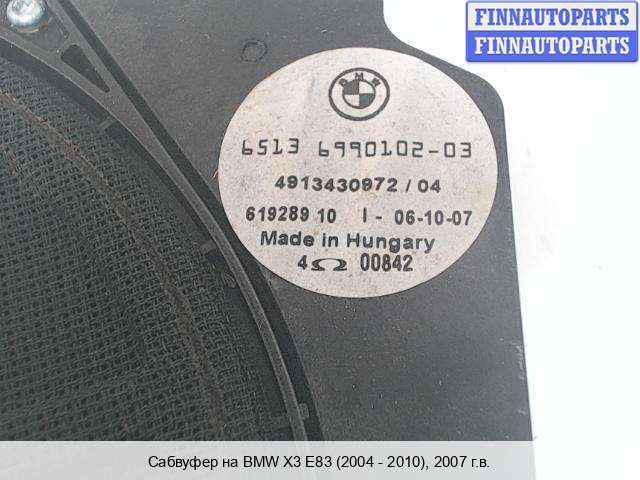 FINNAUTOPARTS
FINNAUTOPARTS
BMW
6513 6990102-03
4913430972 / 04
619289 10 I - 06-10-07
Made in Hungary
4Ω 00842
Сабвуфер на BMW X3 E83 (2004 - 2010), 2007 г.в.